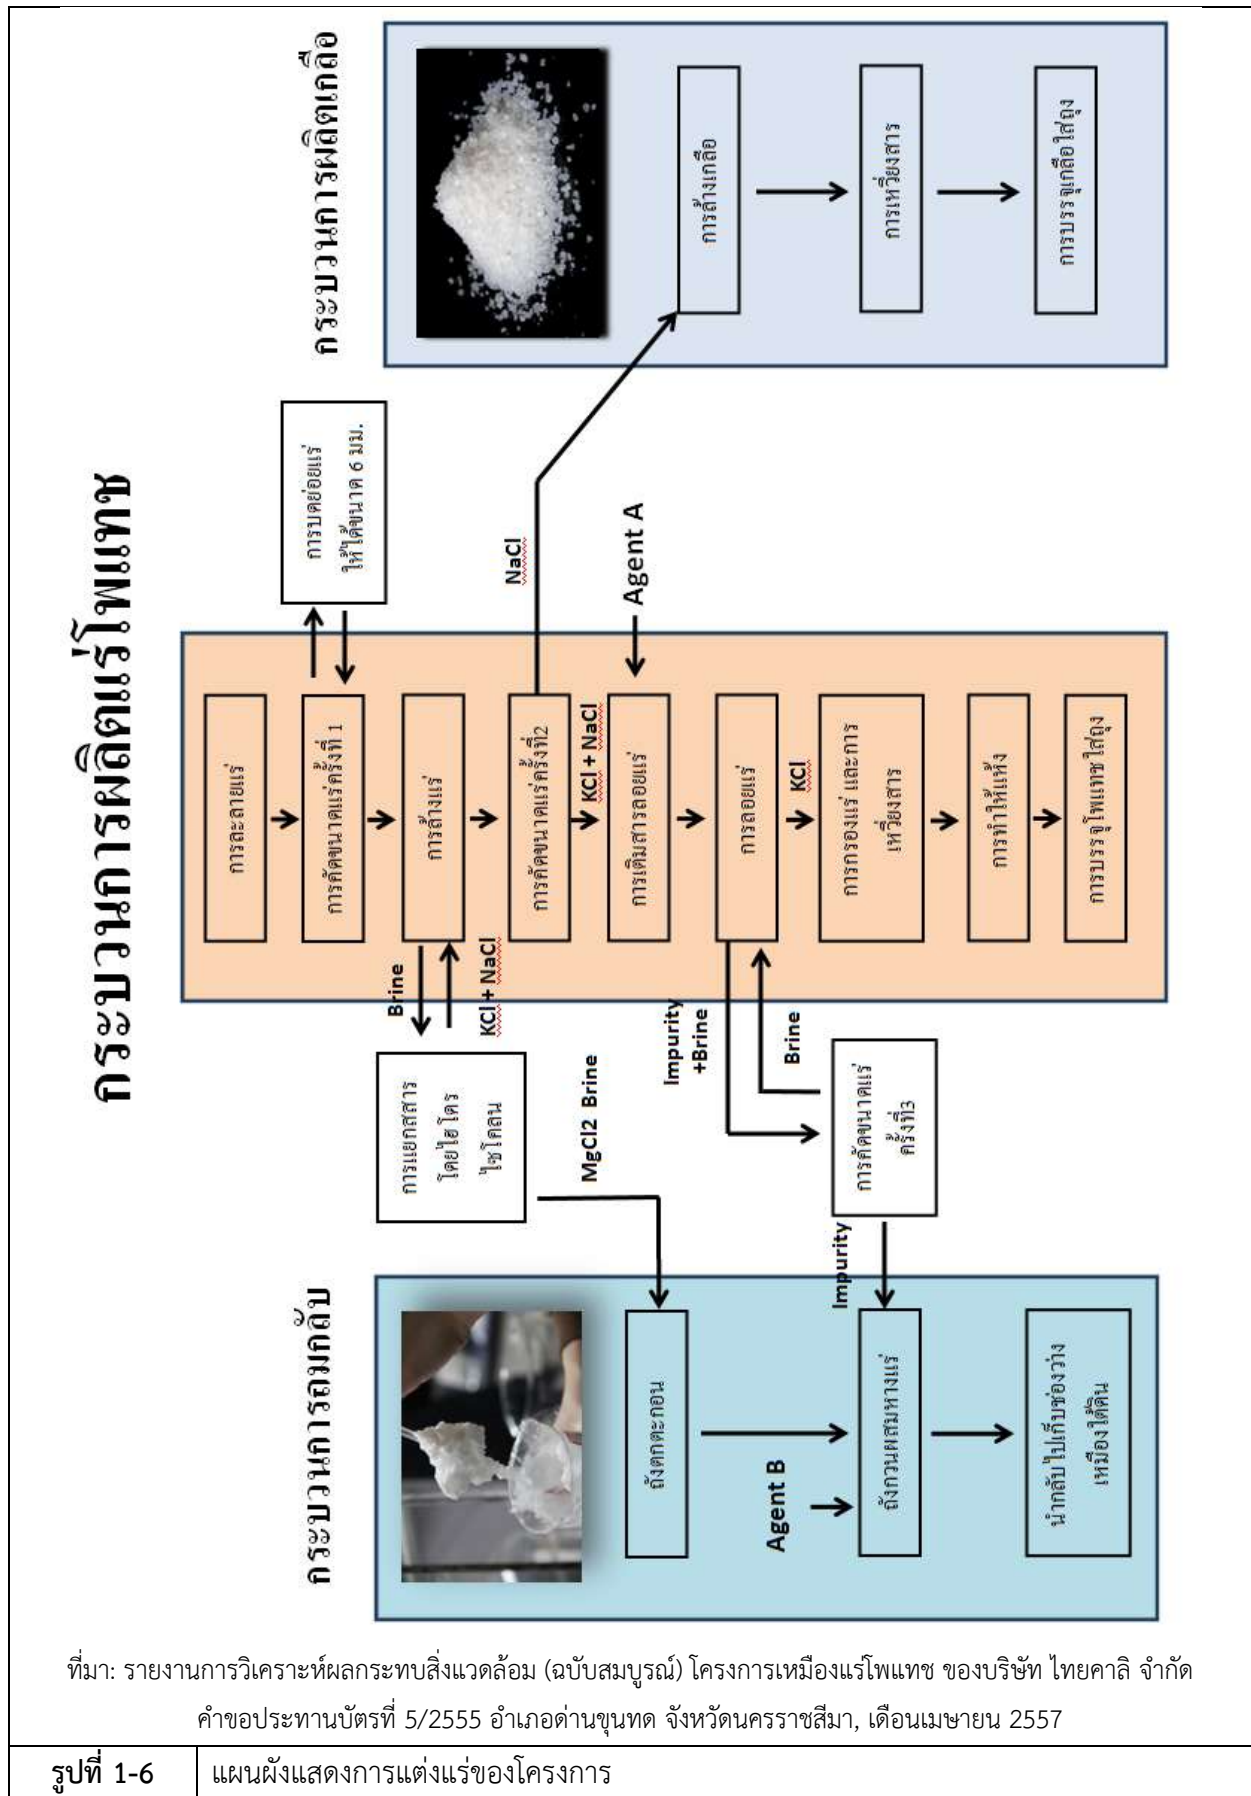 กระบวนการผลิตแร่โพแทช
กระบวนการถมกลับ
ถังตกตะกอน
Agent B
ถังกวนผสมหางแร่
นำกลับไปเก็บช่องว่าง
เหมืองใต้ดิน
การแยกสสาร
โดยไฮโดร
ไซโคลน
MgCl2 Brine
Brine
KCl + NaCl
Impurity
+Brine
Brine
การคัดขนาดแร่
ครั้งที่3
Impurity
การละลายแร่
การคัดขนาดแร่ครั้งที่ 1
การล้างแร่
การคัดขนาดแร่ครั้งที่2
KCl + NaCl
การเติมสารลอยแร่
การลอยแร่
KCl
การกรองแร่ และการ
เหวี่ยงสาร
การทำให้แห้ง
การบรรจุโพแทชใส่ถุง
การบดย่อยแร่
ให้ได้ขนาด 6 มม.
NaCl
Agent A
กระบวนการผลิตเกลือ
การล้างเกลือ
การเหวี่ยงสาร
การบรรจุเกลือใส่ถุง
ที่มา: รายงานการวิเคราะห์ผลกระทบสิ่งแวดล้อม (ฉบับสมบูรณ์) โครงการเหมืองแร่โพแทช ของบริษัท ไทยคาลิ จำกัด
คำขอประทานบัตรที่ 5/2555 อำเภอด่านขุนทด จังหวัดนครราชสีมา, เดือนเมษายน 2557
รูปที่ 1-6 แผนผังแสดงการแต่งแร่ของโครงการ